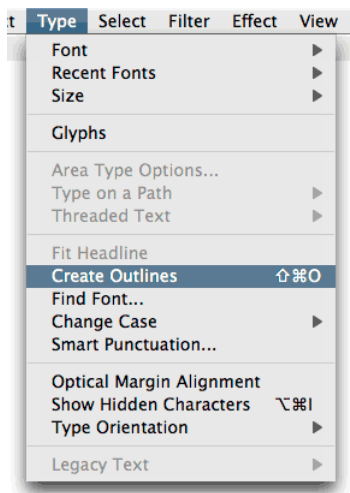 Type Select Filter Effect View
Font
Recent Fonts
Size
Glyphs
Area Type Options...
Type on a Path
Threaded Text
Fit Headline
Create Outlines ⇧⌘O
Find Font...
Change Case
Smart Punctuation...
Optical Margin Alignment
Show Hidden Characters ⌥⌘I
Type Orientation
Legacy Text